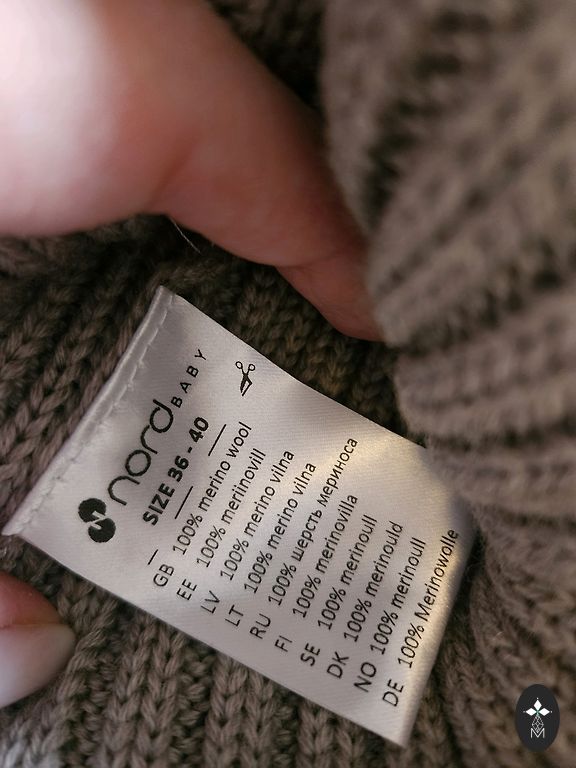 nord BABY
SIZE 36 - 40
GB 100% merino wool
EE 100% meriinovill
LV 100% merino vilna
LT 100% merino vilna
RU 100% шерсть мериноса
FI 100% merinovilla
SE 100% merinoull
DK 100% merinould
NO 100% merinoull
DE 100% Merinowolle
M